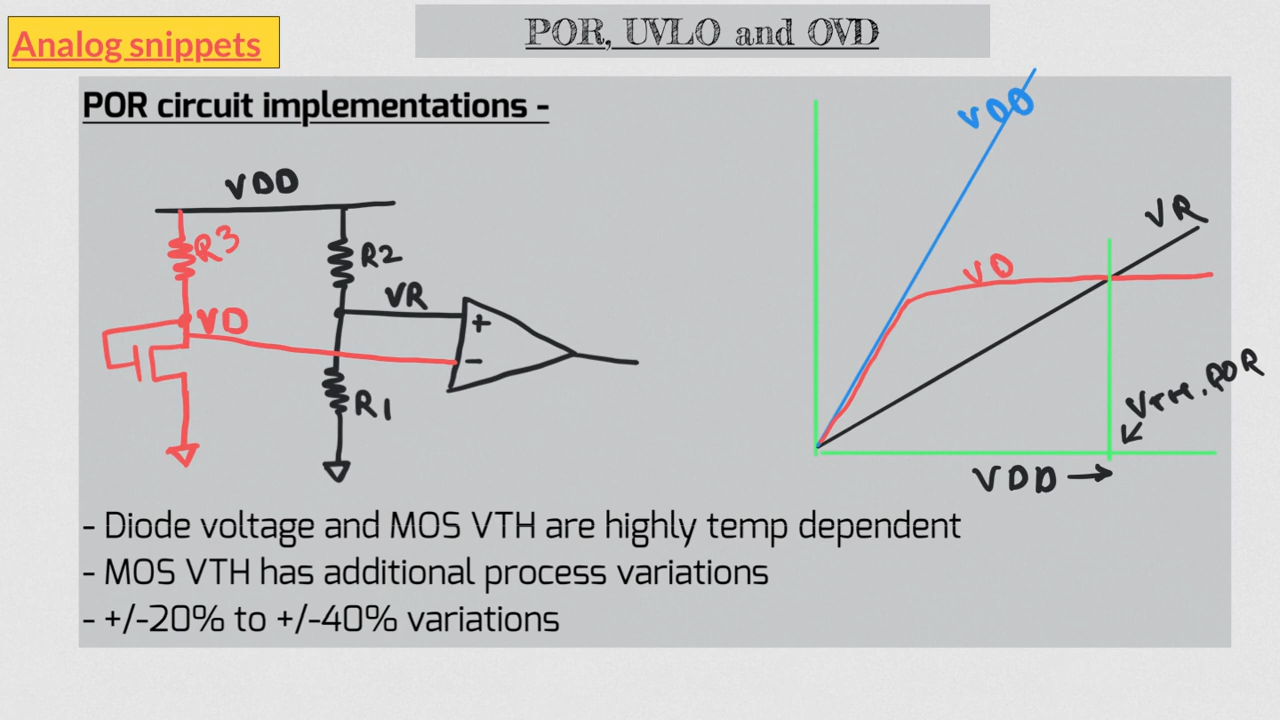 Analog snippets
POR, UVLO and OVD
POR circuit implementations -
VDD
R3
R2
VR
VD
+
-
R1
VDD
VR
VD
VTH,POR
VDD →
- Diode voltage and MOS VTH are highly temp dependent
- MOS VTH has additional process variations
- +/-20% to +/-40% variations